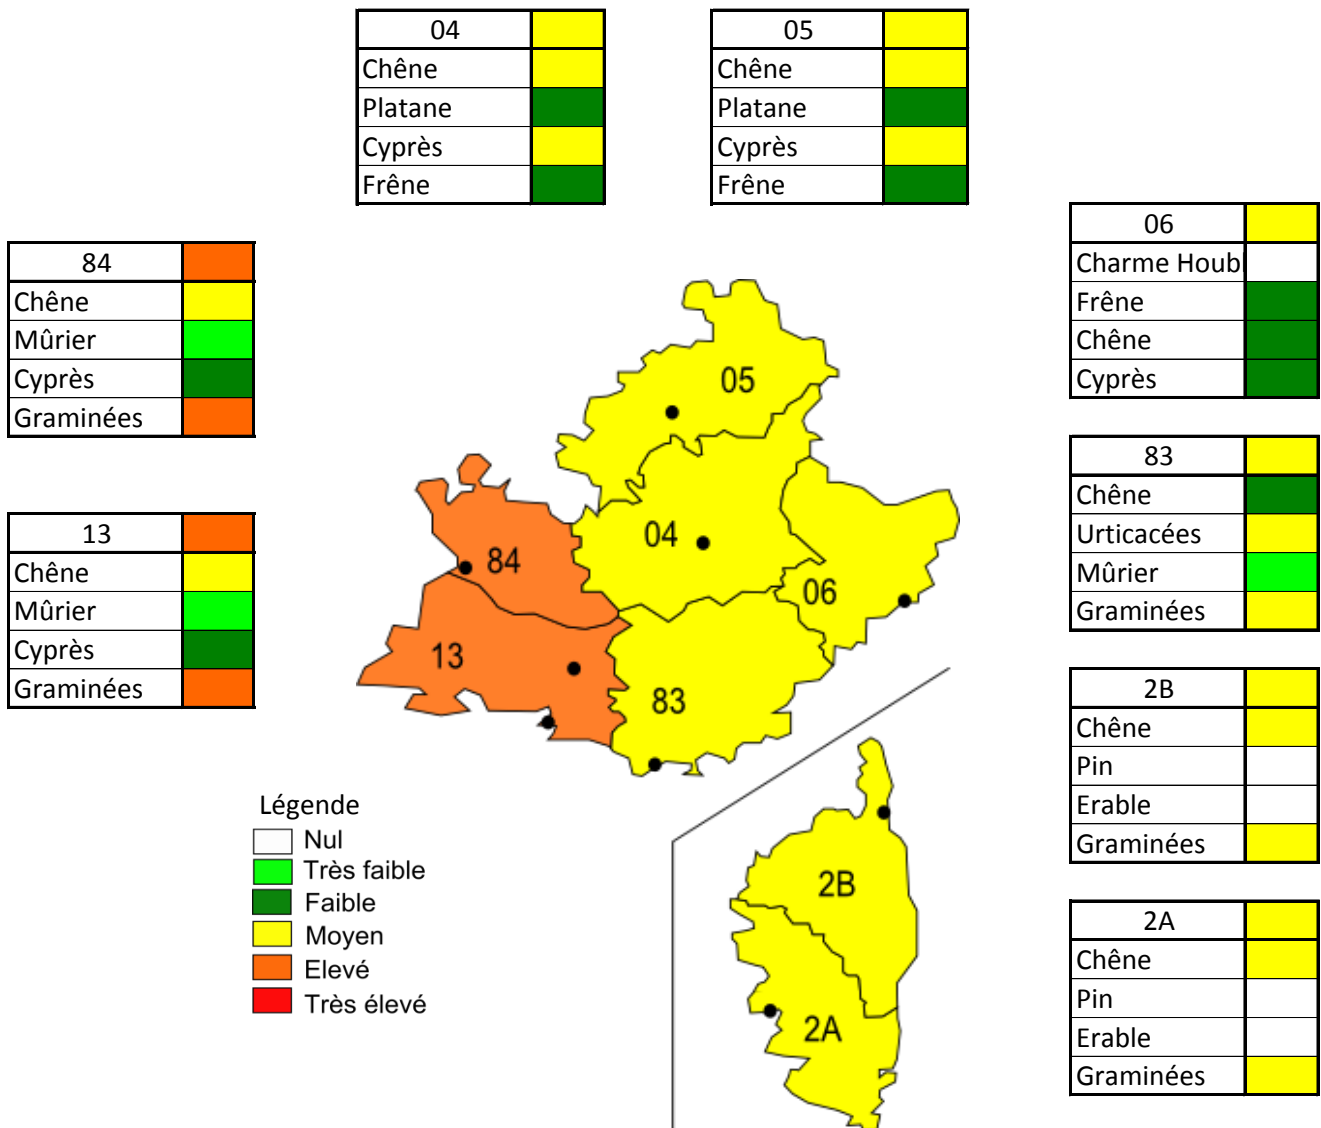 04
Chêne
Platane
Cyprès
Frêne
05
Chêne
Platane
Cyprès
Frêne
06
Charme Houb
Frêne
Chêne
Cyprès
84
Chêne
Mûrier
Cyprès
Graminées
13
Chêne
Mûrier
Cyprès
Graminées
83
Chêne
Urticacées
Mûrier
Graminées
2B
Chêne
Pin
Erable
Graminées
2A
Chêne
Pin
Erable
Graminées
05
04
84
06
13
83
2B
2A
Légende
Nul
Très faible
Faible
Moyen
Elevé
Très élevé